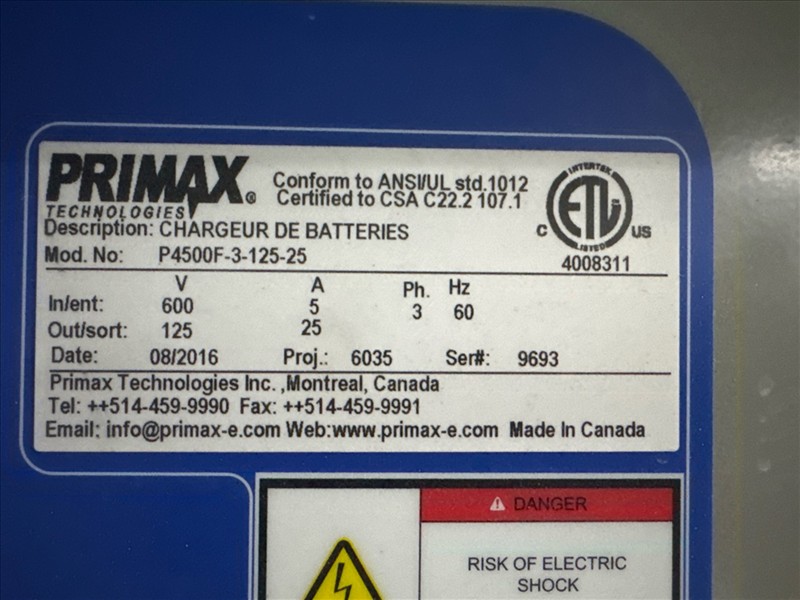 PRIMAX®
TECHNOLOGIES
Conform to ANSI/UL std.1012
Certified to CSA C22.2 107.1
INTERTEK
C ETL US
LISTED
4008311
Description: CHARGEUR DE BATTERIES
Mod. No: P4500F-3-125-25
V A Ph. Hz
In/ent: 600 5 3 60
Out/sort: 125 25
Date: 08/2016 Proj.: 6035 Ser#: 9693
Primax Technologies Inc. ,Montreal, Canada
Tel: ++514-459-9990 Fax: ++514-459-9991
Email: info@primax-e.com Web:www.primax-e.com Made In Canada
DANGER
RISK OF ELECTRIC
SHOCK